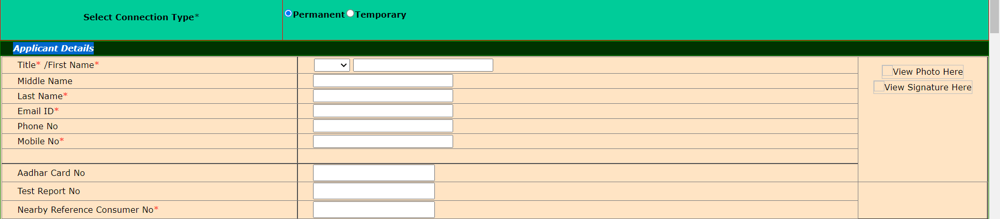 Select Connection Type* Permanent Temporary
Applicant Details
Title* /First Name*
View Photo Here
Middle Name
View Signature Here
Last Name*
Email ID*
Phone No
Mobile No*
Aadhar Card No
Test Report No
Nearby Reference Consumer No*